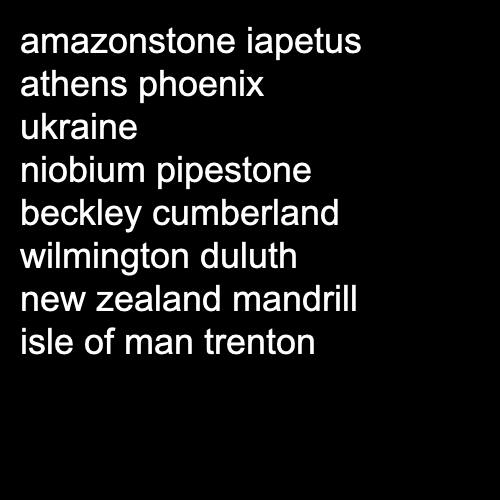 amazonstone iapetus
athens phoenix
ukraine
niobium pipestone
beckley cumberland
wilmington duluth
new zealand mandrill
isle of man trenton